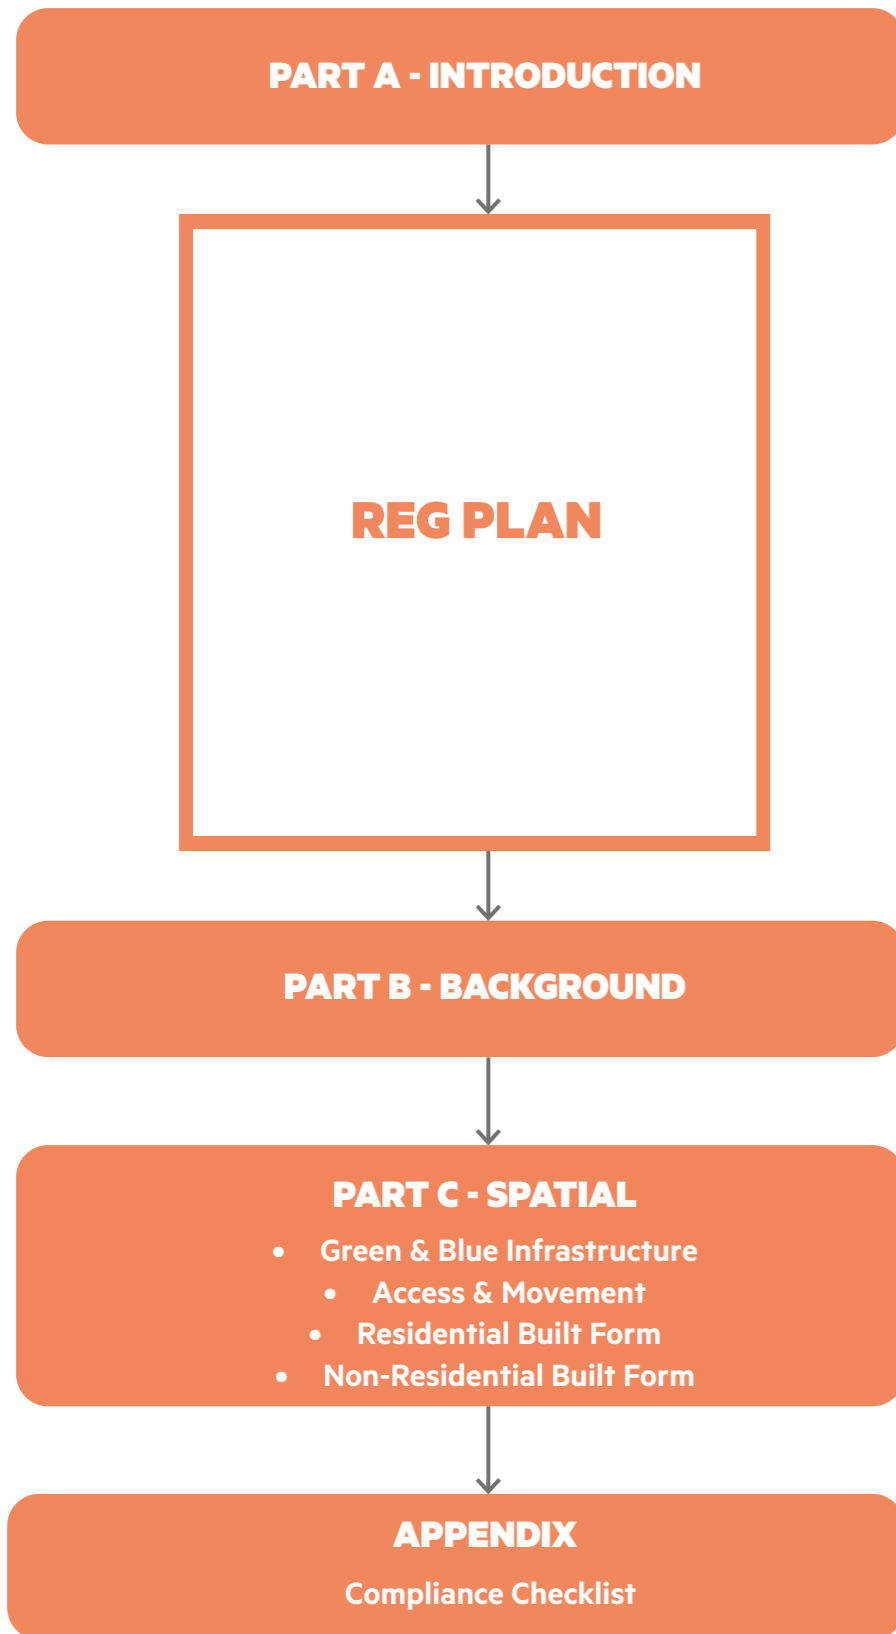 PART A - INTRODUCTION
REG PLAN
PART B - BACKGROUND
PART C - SPATIAL
• Green & Blue Infrastructure
• Access & Movement
• Residential Built Form
• Non-Residential Built Form
APPENDIX
Compliance Checklist